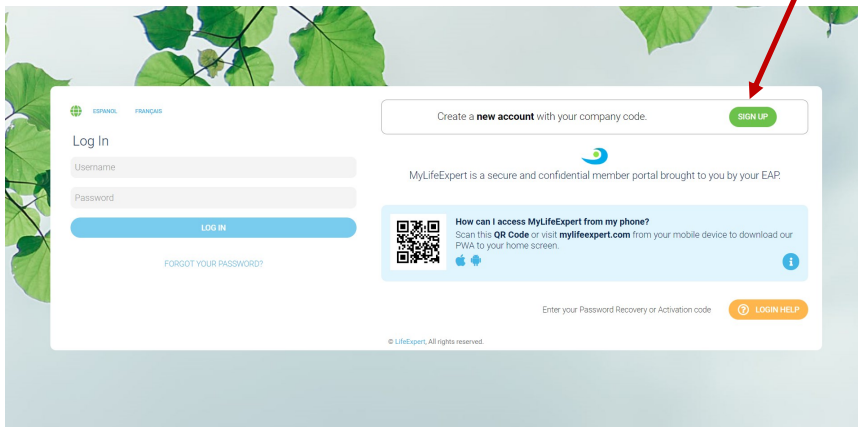 ESPANOL FRANÇAIS
Log In
Username
Password
LOG IN
FORGOT YOUR PASSWORD?
Create a new account with your company code.
SIGN UP
MyLifeExpert is a secure and confidential member portal brought to you by your EAP.
How can I access MyLifeExpert from my phone?
Scan this QR Code or visit mylifeexpert.com from your mobile device to download our
PWA to your home screen.
Enter your Password Recovery or Activation code
LOGIN HELP
© LifeExpert, All rights reserved.